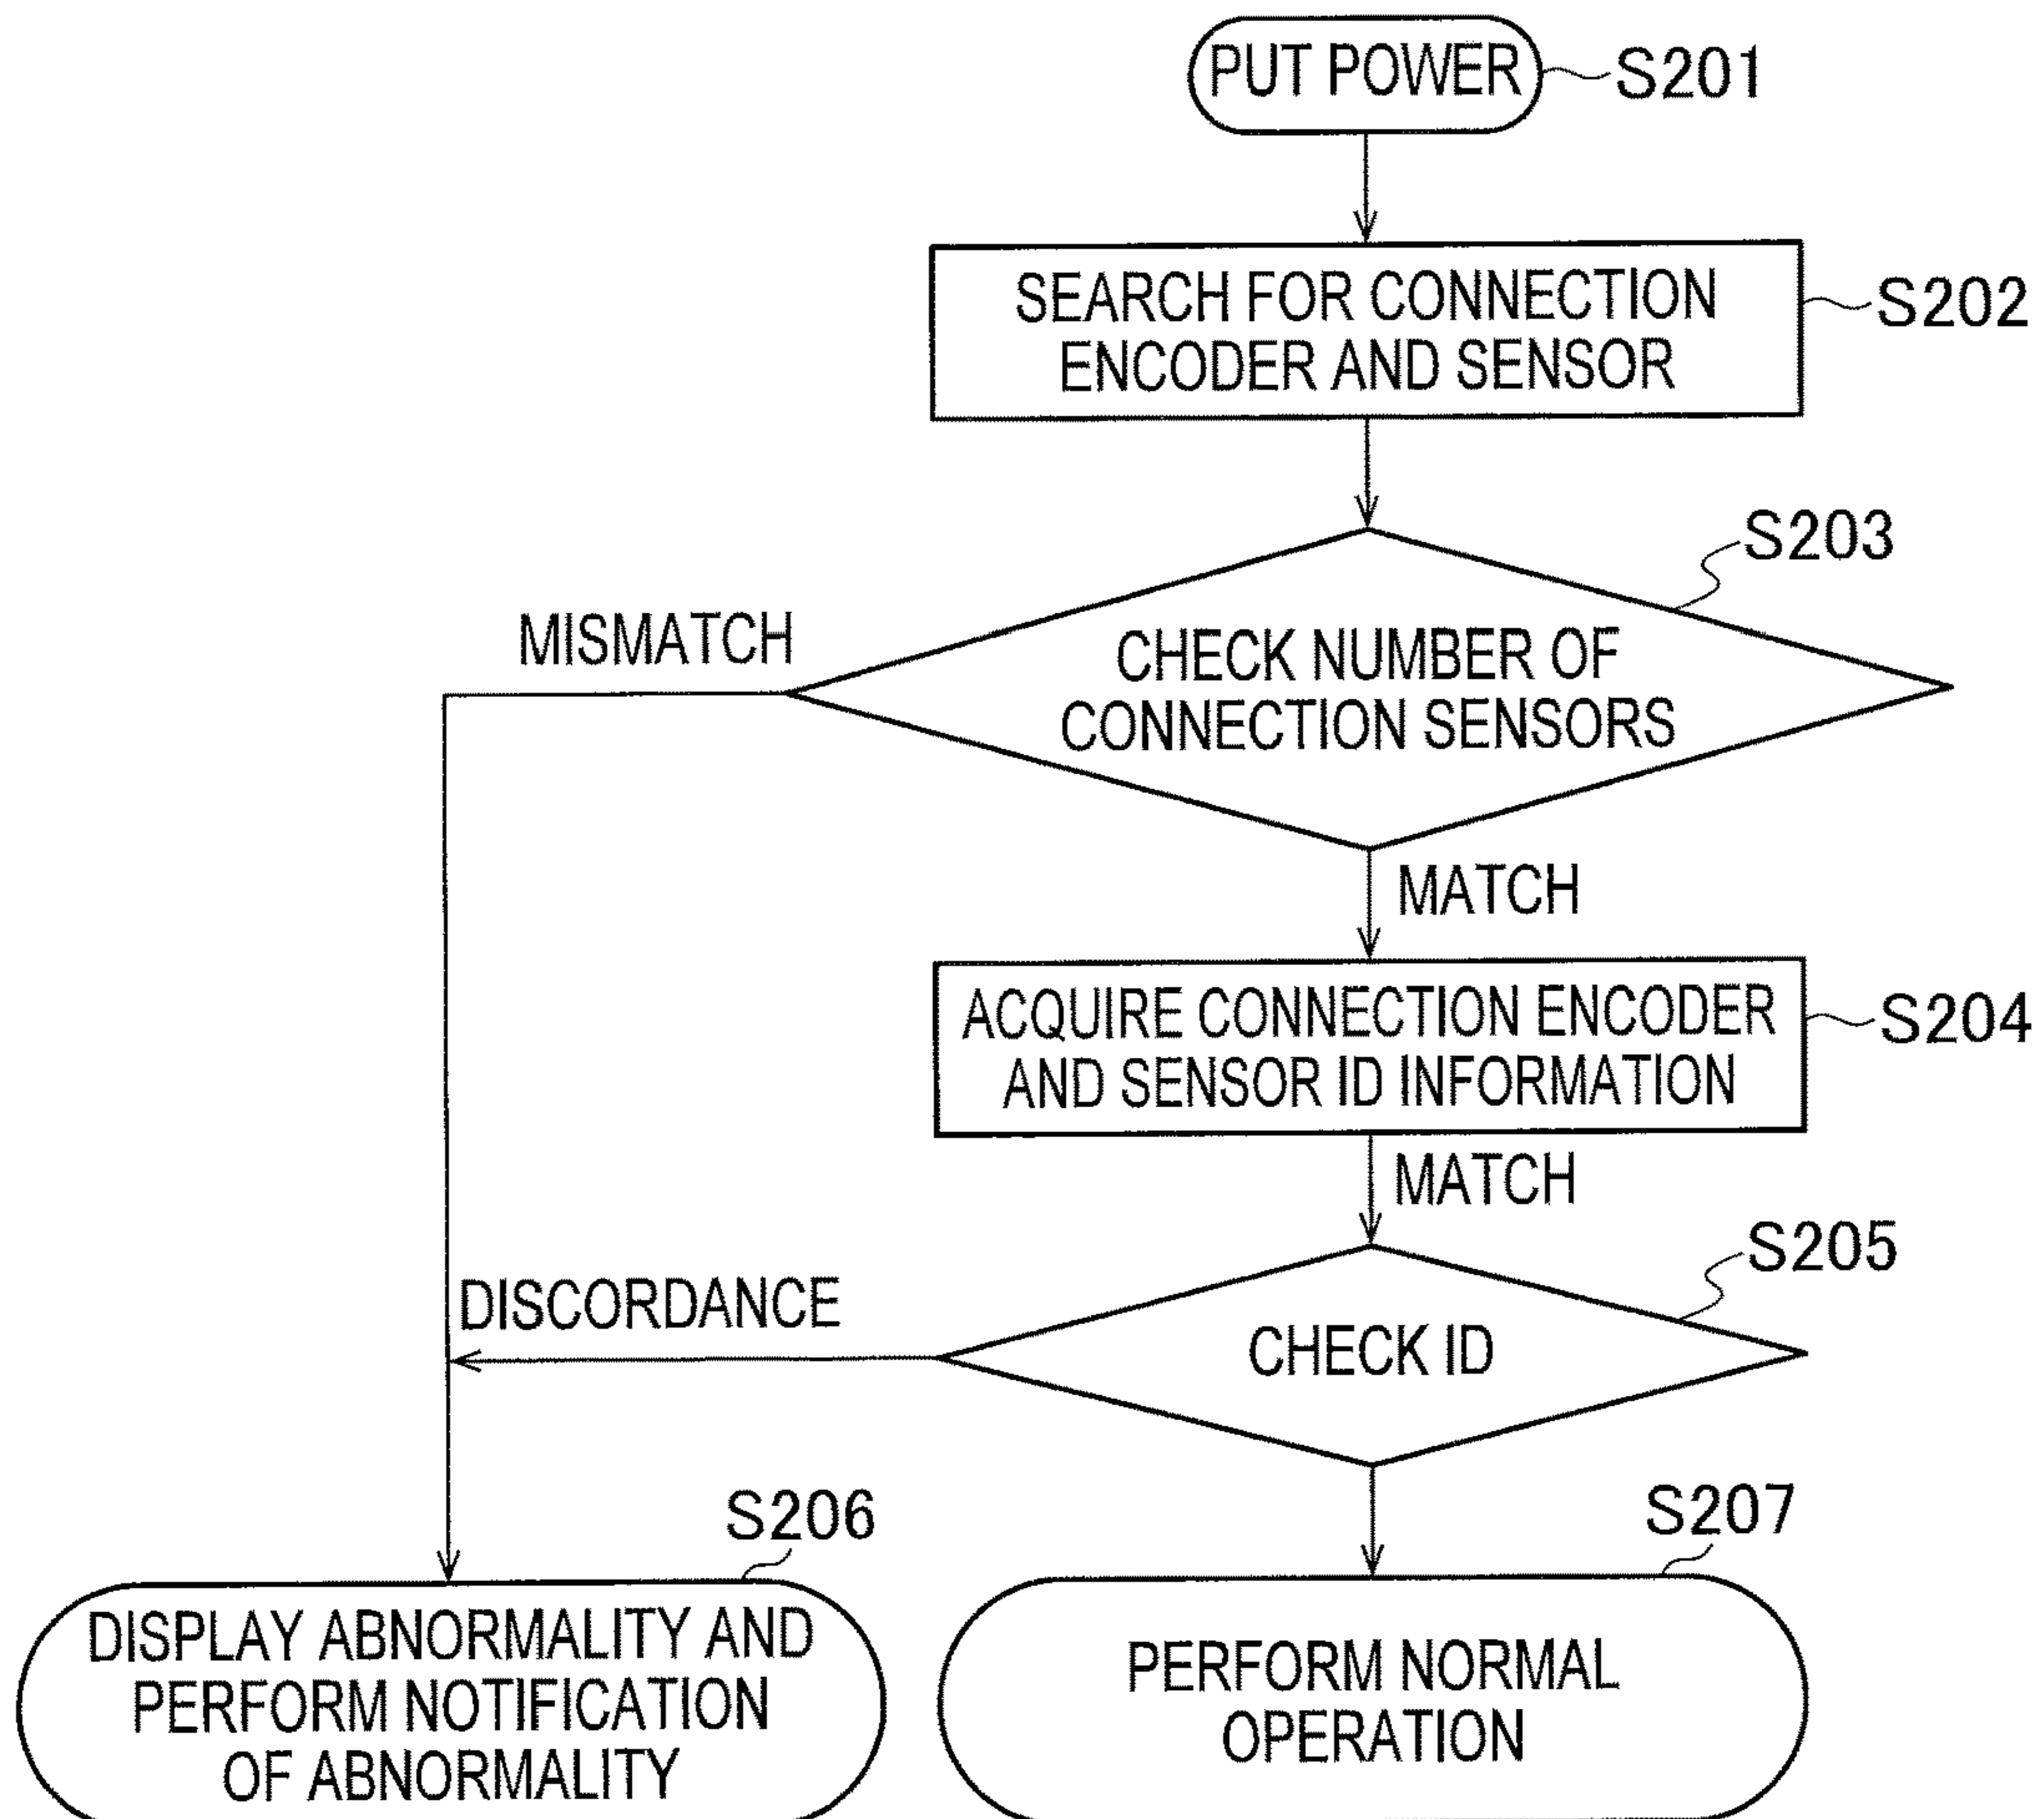 PUT POWER
S201
SEARCH FOR CONNECTION
ENCODER AND SENSOR
S202
S203
MISMATCH
CHECK NUMBER OF
CONNECTION SENSORS
MATCH
ACQUIRE CONNECTION ENCODER
AND SENSOR ID INFORMATION
S204
MATCH
S205
DISCORDANCE
CHECK ID
S206
S207
DISPLAY ABNORMALITY AND
PERFORM NOTIFICATION
OF ABNORMALITY
PERFORM NORMAL
OPERATION